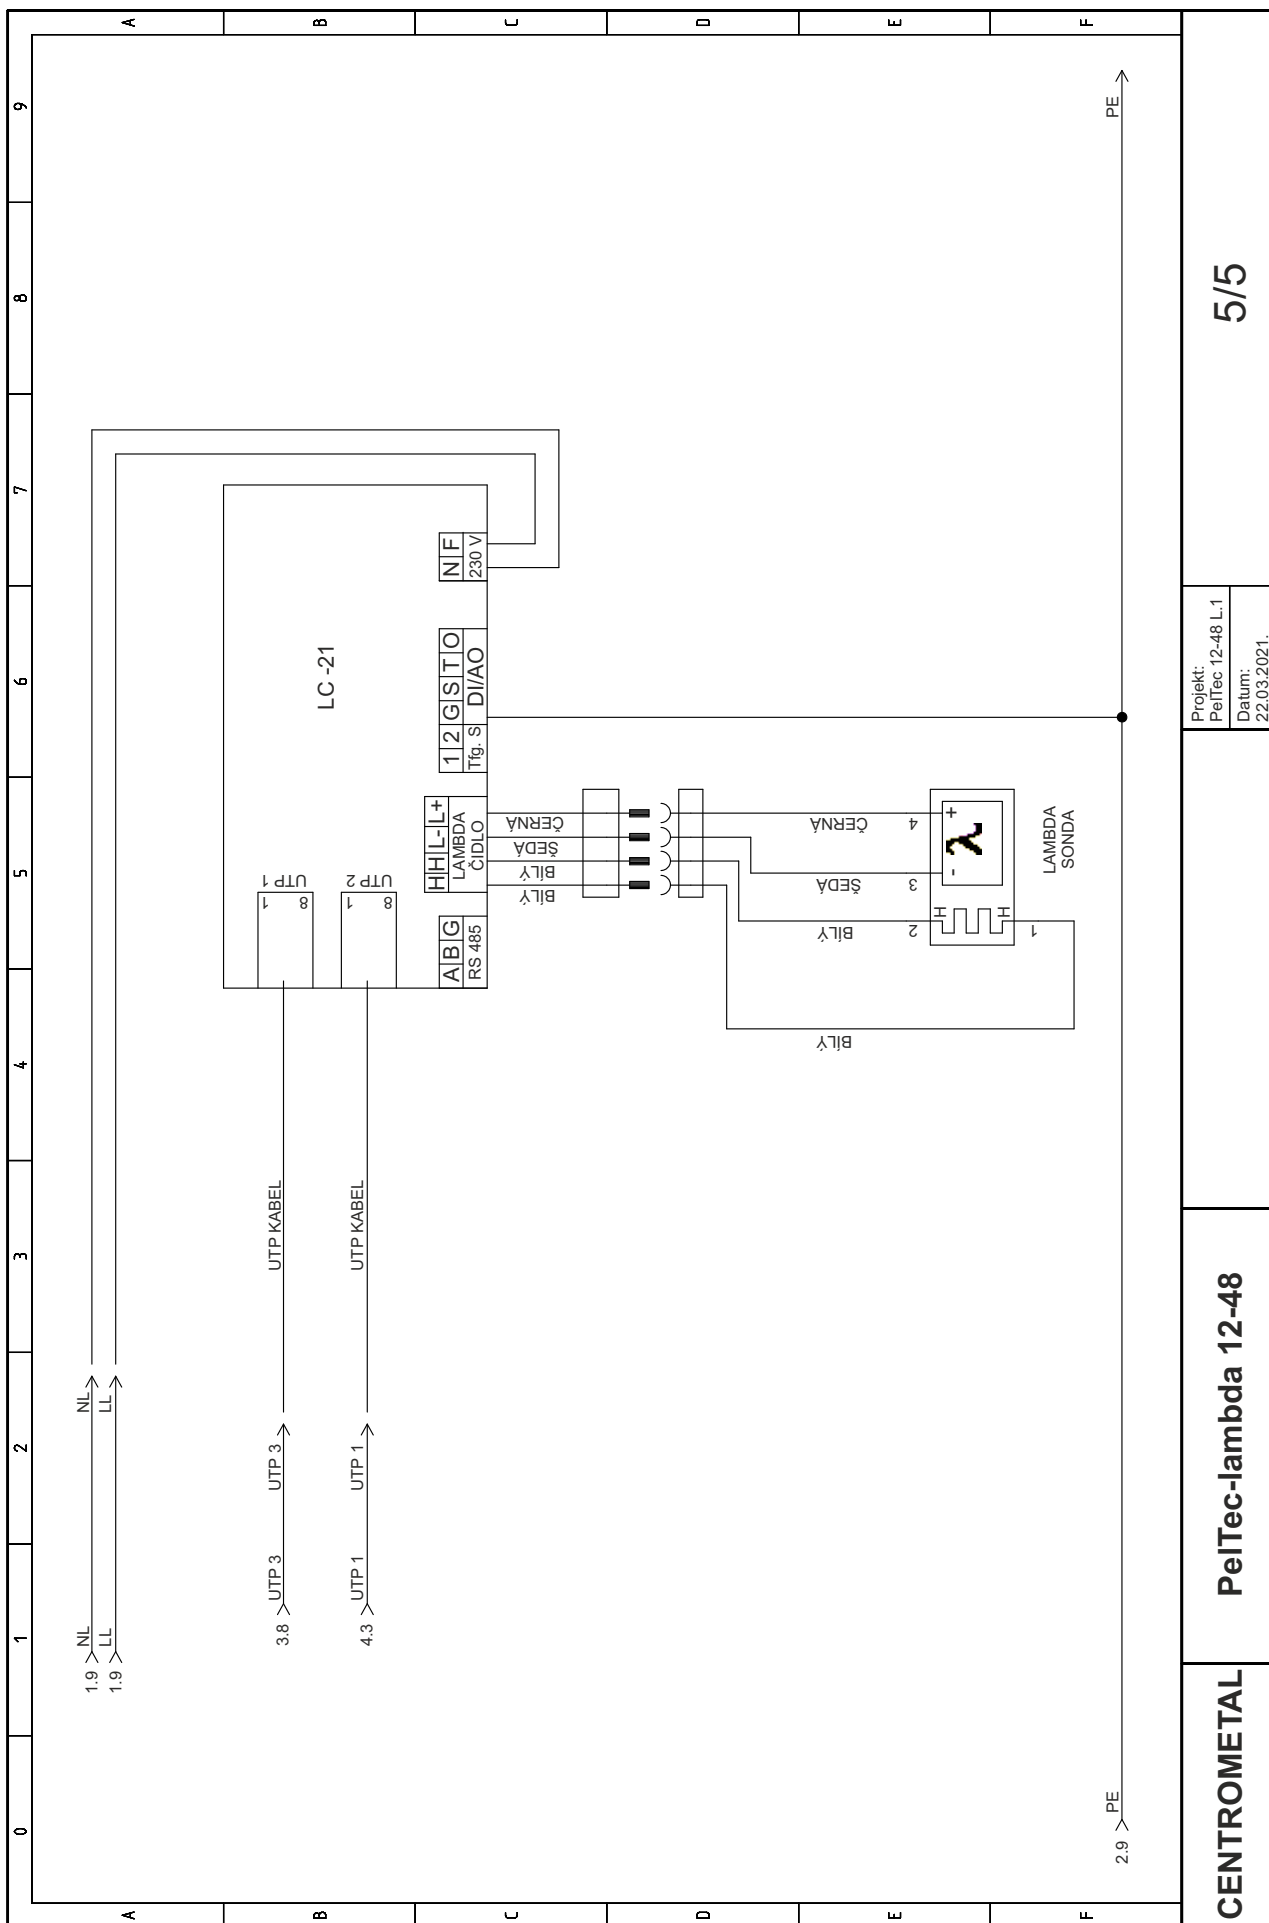 0 1 2 3 4 5 6 7 8 9
A
B
C
D
E
F
1.9 NL NL
1.9 LL LL
3.8 UTP 3 UTP 3 UTP KABEL
4.3 UTP 1 UTP 1 UTP KABEL
LC -21
8 1 UTP 1
8 1 UTP 2
A B G
RS 485
H H L- L+
LAMBDA
ČIDLO
1 2 G S T O
Tfg. S DI/AO
N F
230 V
BÍLÝ
BÍLÝ
ŠEDÁ
ČERNÁ
BÍLÝ
BÍLÝ
ŠEDÁ
ČERNÁ
2 3 4
H - λ +
H
1
LAMBDA
SONDA
2.9 PE PE
A
B
C
D
E
F
CENTROMETAL
PelTec-lambda 12-48
Projekt:
PelTec 12-48 L.1
Datum:
22.03.2021.
5/5